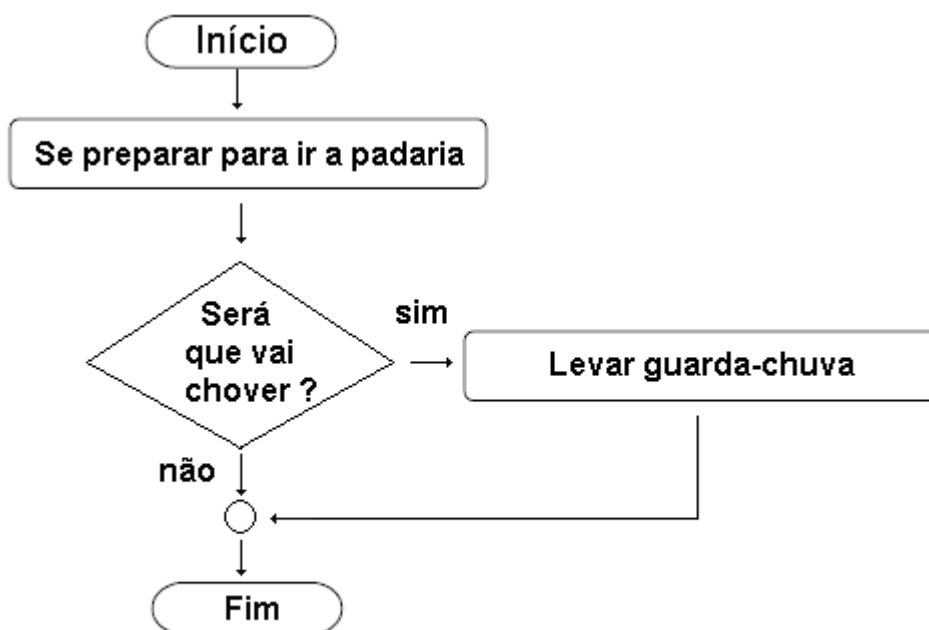 Início
Se preparar para ir a padaria
Será
que vai
chover ?
sim
Levar guarda-chuva
não
Fim